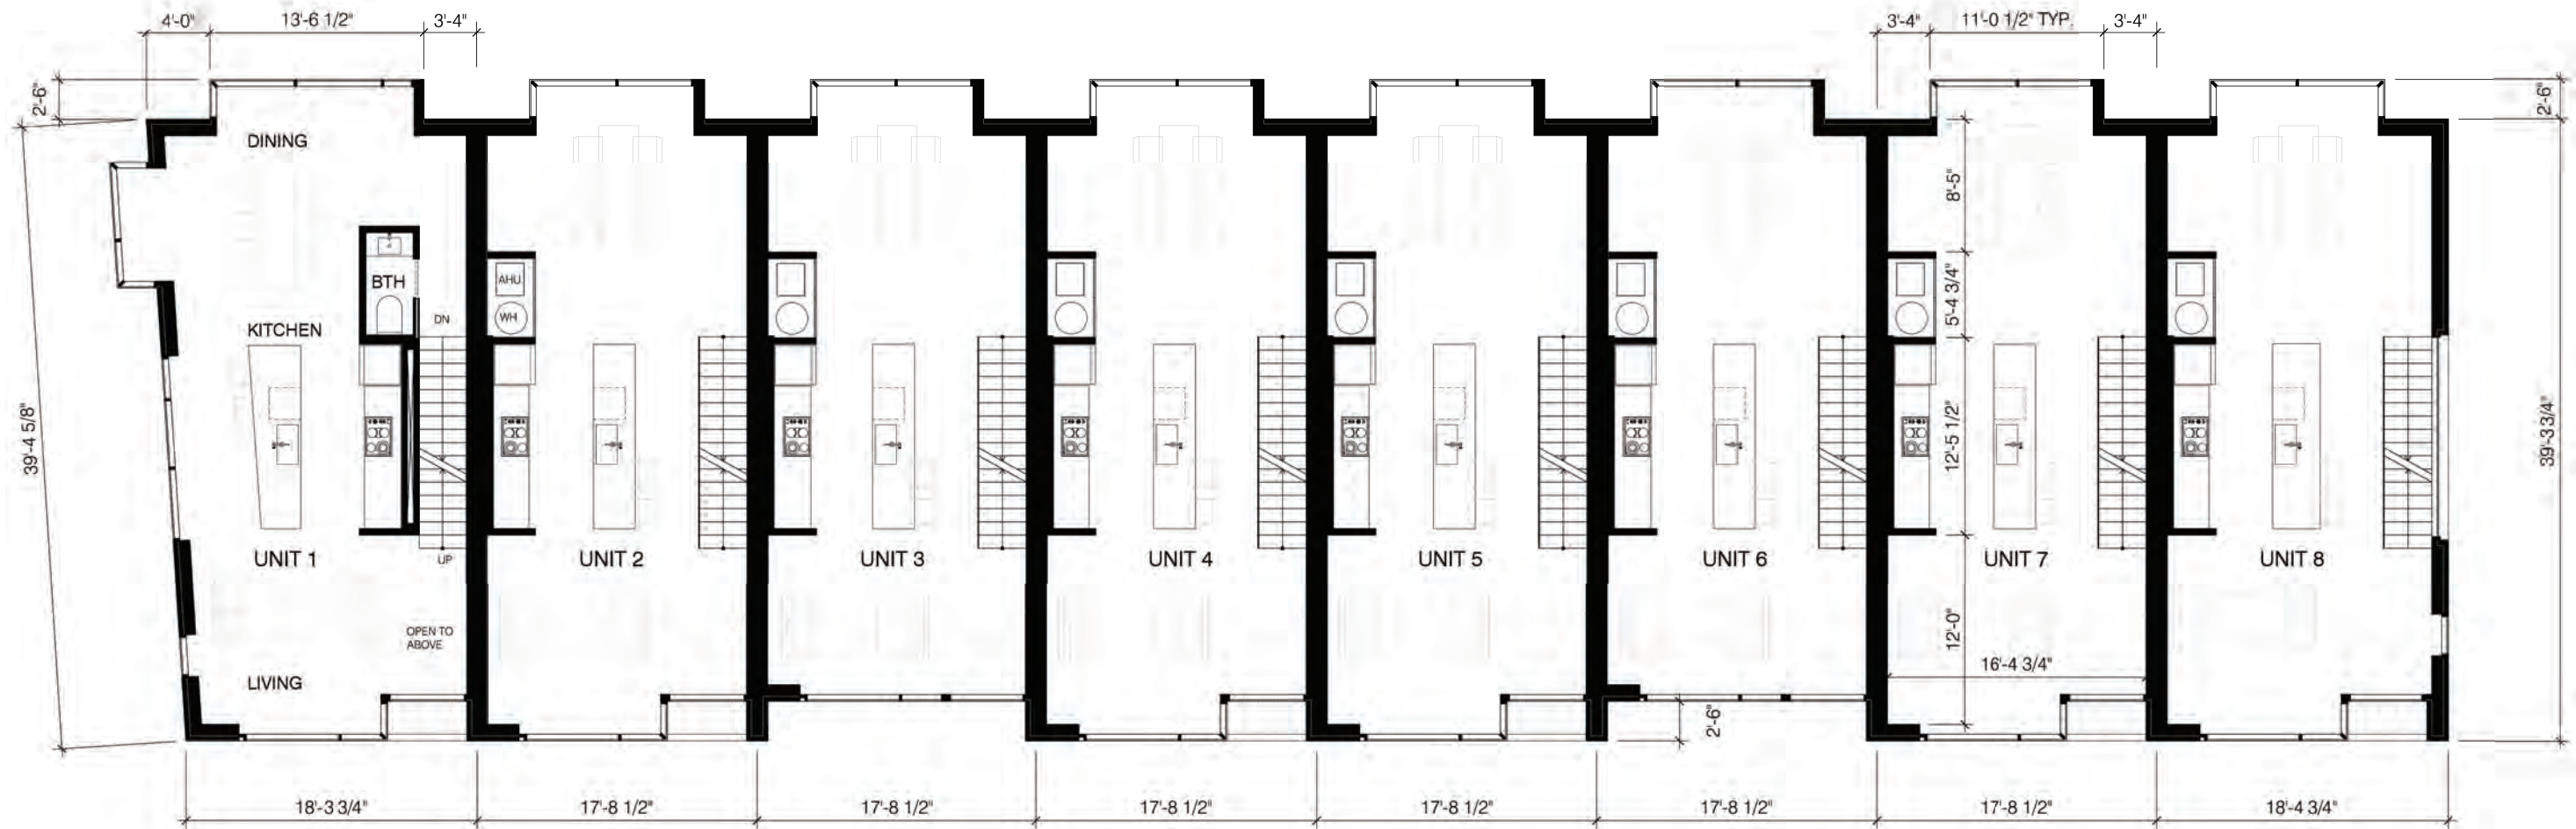 4'-0" 13'-6 1/2" 3'-4" 3'-4" 11'-0 1/2" TYP. 3'-4"
2'-6" 2'-6"
DINING
8'-5"
BTH AHU 5'-4 3/4"
KITCHEN DN WH
39'-4 5/8" 12'-5 1/2" 39'-3 3/4"
UNIT 1 UNIT 2 UNIT 3 UNIT 4 UNIT 5 UNIT 6 UNIT 7 UNIT 8
UP
OPEN TO
ABOVE
12'-0"
LIVING 16'-4 3/4"
2'-6"
18'-3 3/4" 17'-8 1/2" 17'-8 1/2" 17'-8 1/2" 17'-8 1/2" 17'-8 1/2" 17'-8 1/2" 18'-4 3/4"